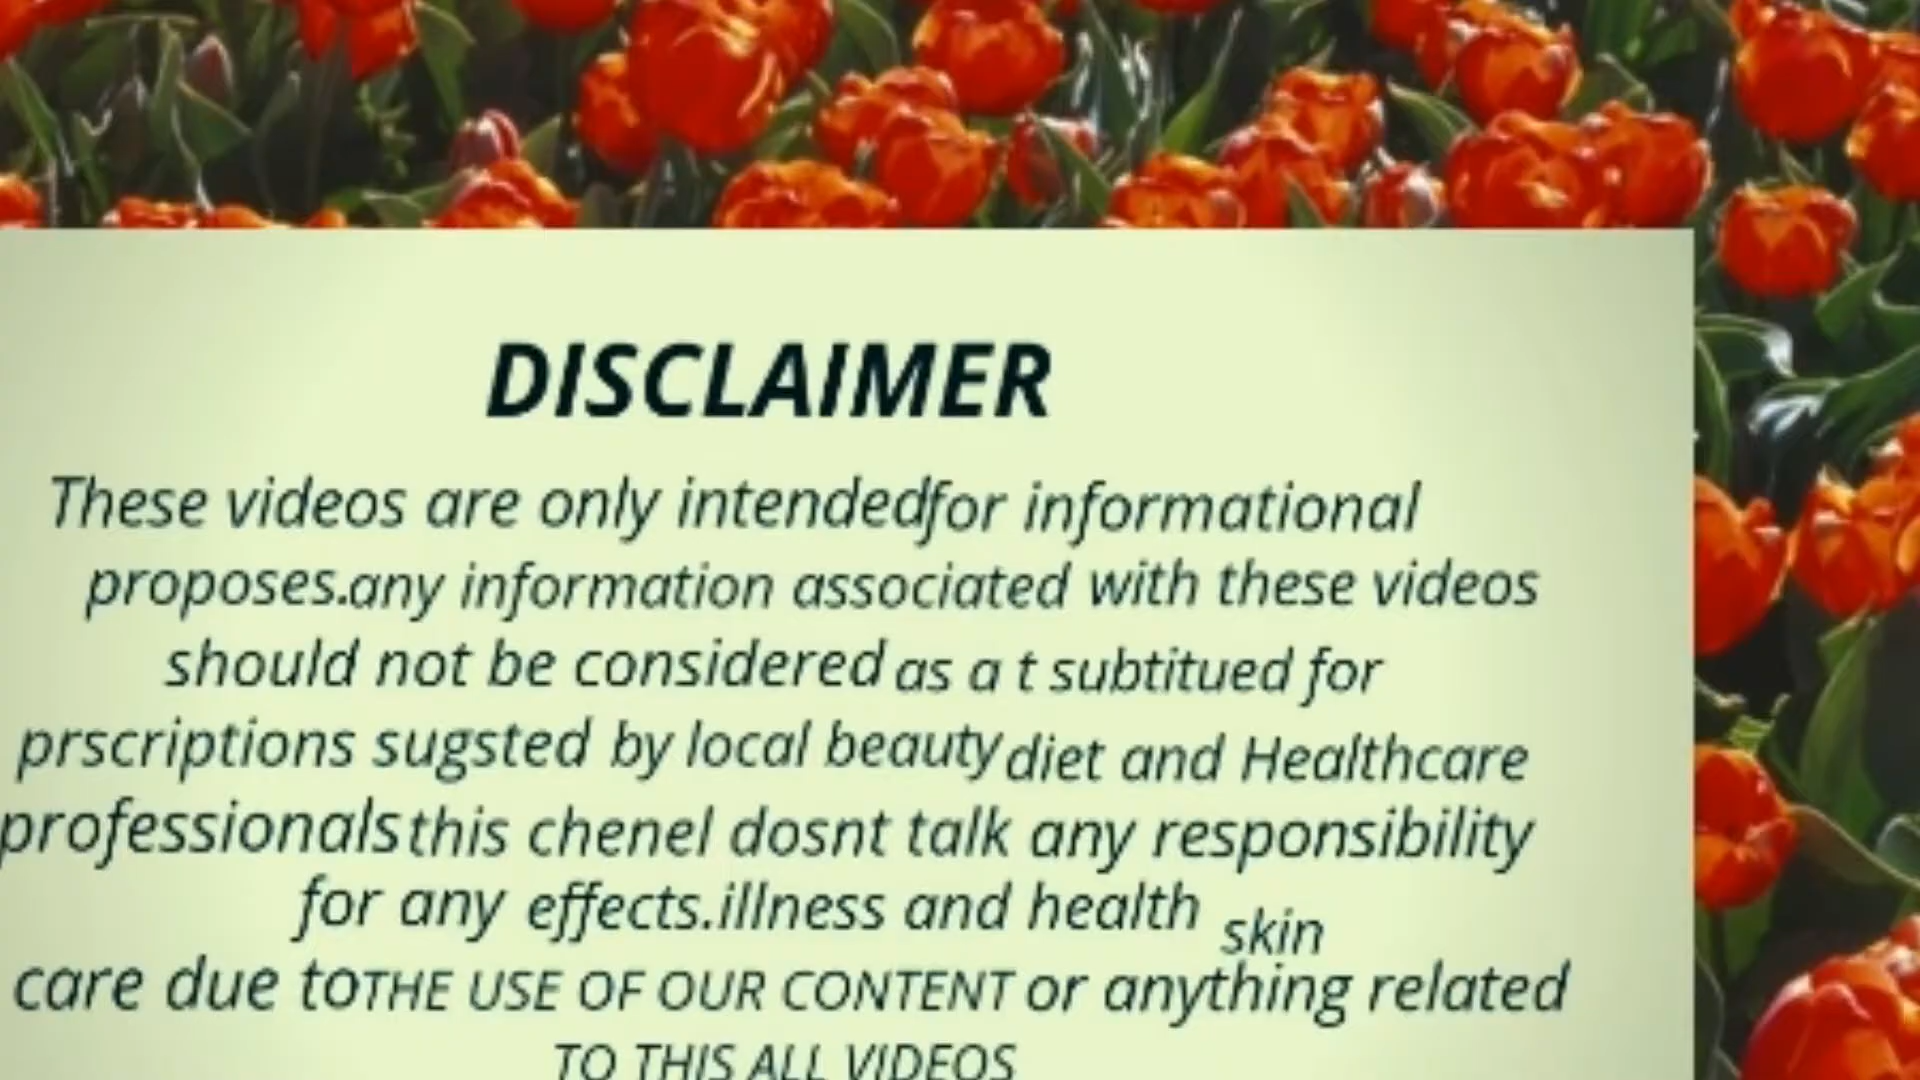 DISCLAIMER
These videos are only intendedfor informational
proposes.any information associated with these videos
should not be considered as a t subtitued for
prscriptions sugsted by local beauty diet and Healthcare
professionals this chenel dosnt talk any responsibility
for any effects.illness and health skin
care due toTHE USE OF OUR CONTENT or anything related
TO THIS ALL VIDEOS